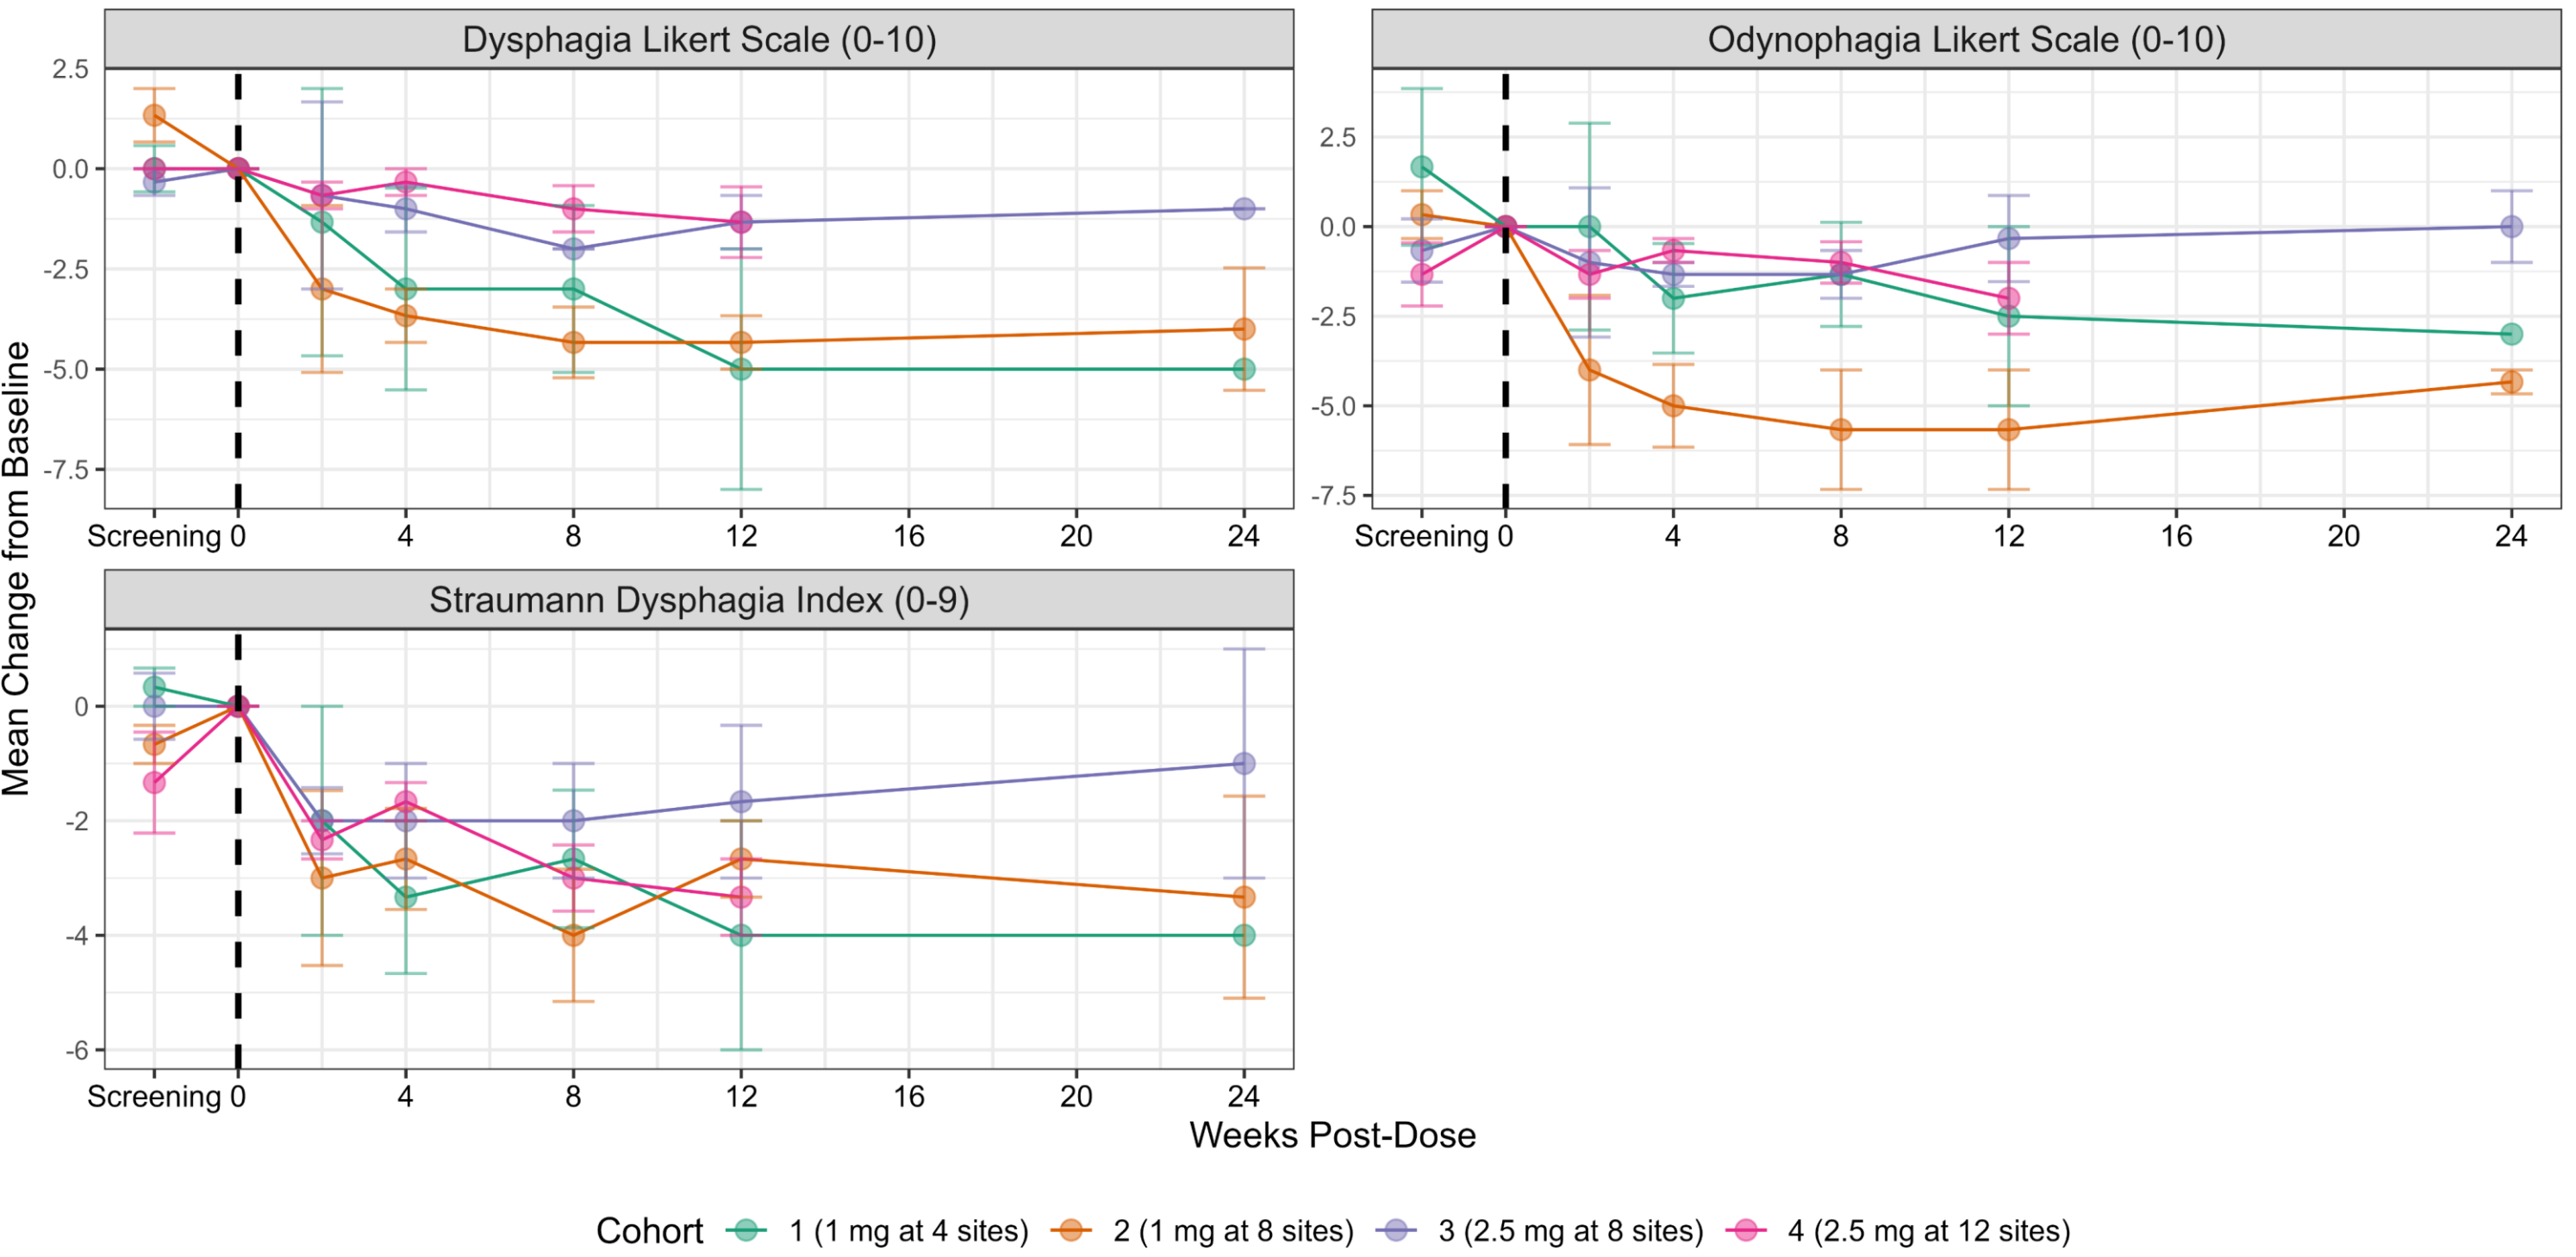 Dysphagia Likert Scale (0-10)
Odynophagia Likert Scale (0-10)
2.5
0.0
-2.5
-5.0
-7.5
2.5
0.0
-2.5
-5.0
-7.5
Screening 0 4 8 12 16 20 24
Screening 0 4 8 12 16 20 24
Mean Change from Baseline
Straumann Dysphagia Index (0-9)
0
-2
-4
-6
Screening 0 4 8 12 16 20 24
Weeks Post-Dose
Cohort 1 (1 mg at 4 sites) 2 (1 mg at 8 sites) 3 (2.5 mg at 8 sites) 4 (2.5 mg at 12 sites)